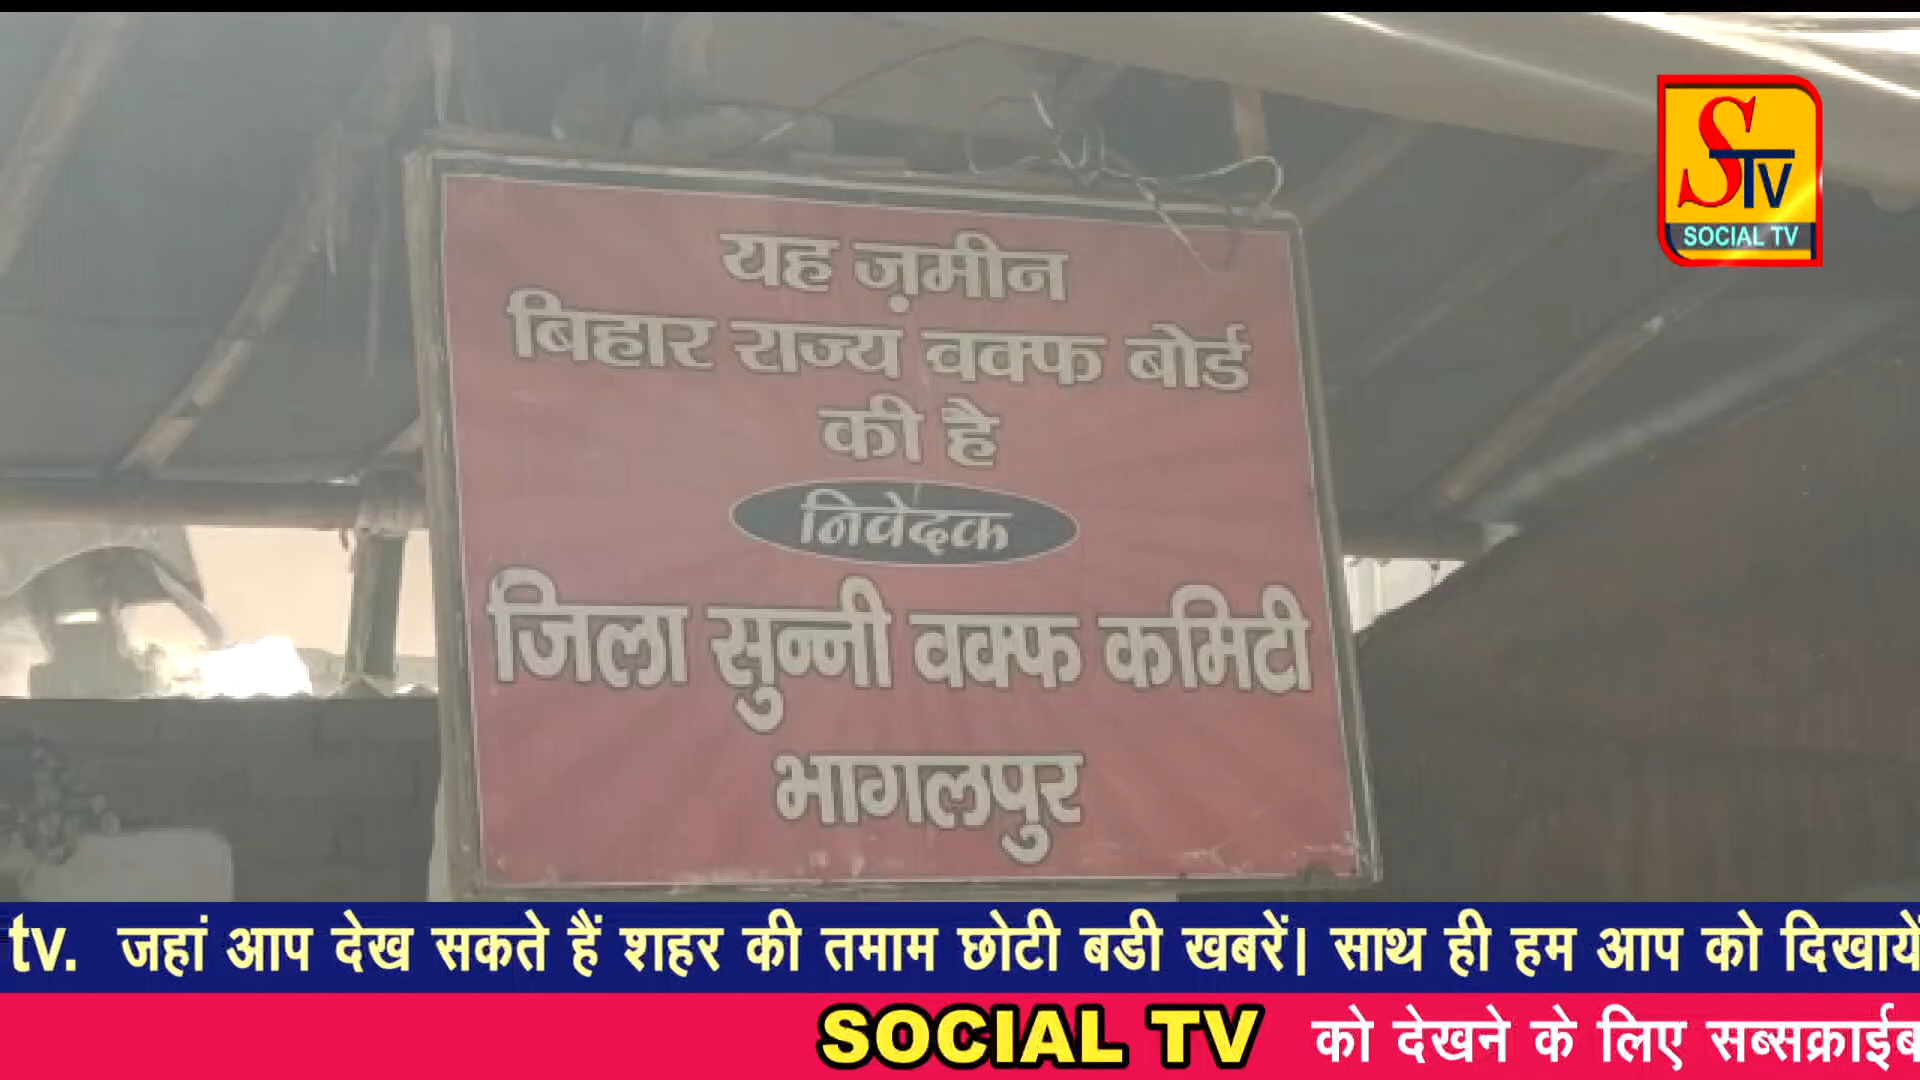 STV
SOCIAL TV
यह ज़मीन
बिहार राज्य वक्फ बोर्ड
की है
निवेदक
जिला सुन्नी वक्फ कमिटी
भागलपुर
tv. जहां आप देख सकते हैं शहर की तमाम छोटी बडी खबरें। साथ ही हम आप को दिखायें
SOCIAL TV को देखने के लिए सब्सक्राईब